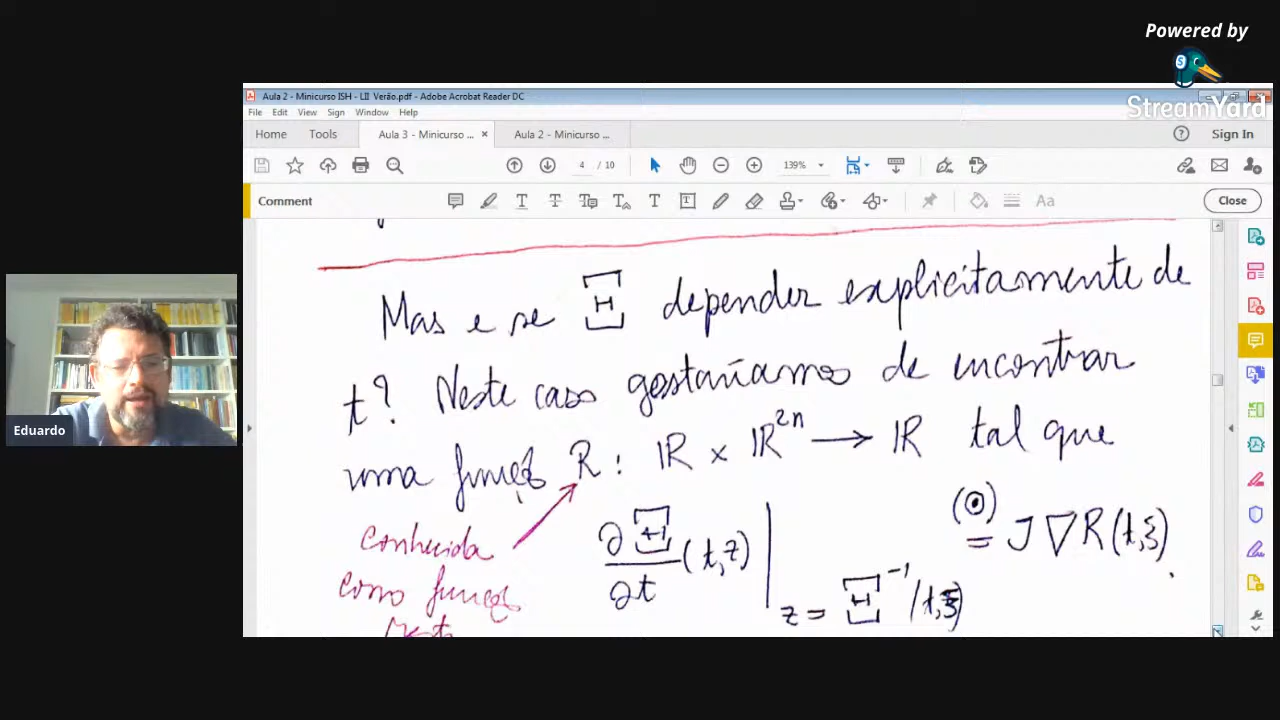 Powered by
StreamYard
Aula 2 - Minicurso ISH - LII Verão.pdf - Adobe Acrobat Reader DC
File Edit View Sign Window Help
Home Tools Aula 3 - Minicurso ... × Aula 2 - Minicurso ... ? Sign In
4 / 10 139%
Comment Aa Close
Mas e se Ξ depender explicitamente de
t? Neste caso gostaríamos de encontrar
uma função R : ℝ × ℝ²ⁿ → ℝ tal que
conhecida
como função
∂Ξ/∂t (t,z) |_{z = Ξ⁻¹(t,ξ)} (⊙)= J∇R(t,ξ).
Eduardo